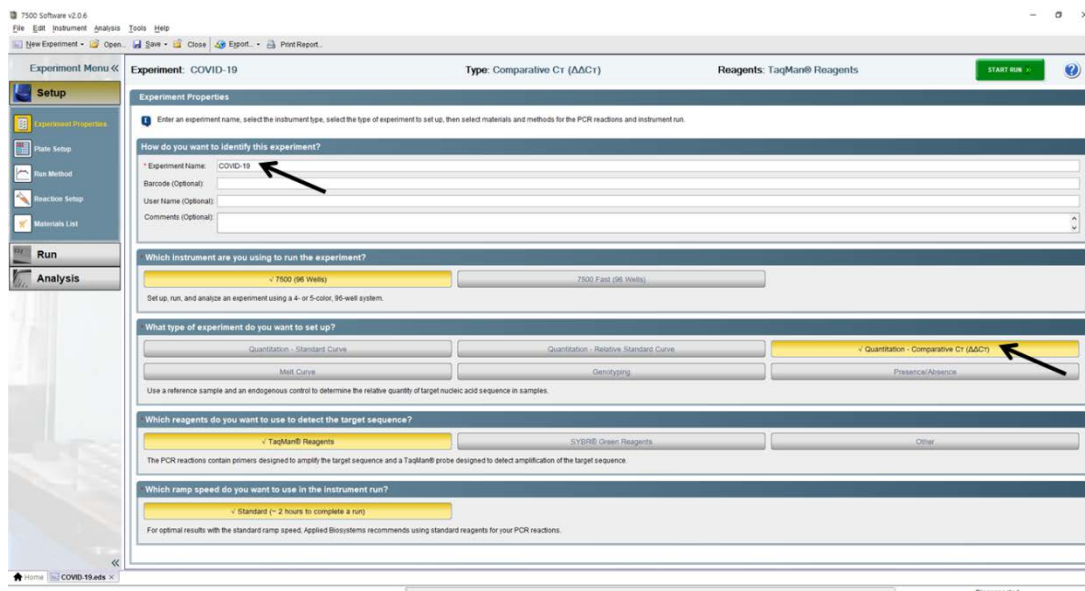 7500 Software v2.0.6
File Edit Instrument Analysis Tools Help
New Experiment Open... Save Close Export... Print Report...
Experiment Menu «
Experiment: COVID-19 Type: Comparative CT (ΔΔCT) Reagents: TaqMan® Reagents START RUN
Setup
Experiment Properties
Plate Setup
Run Method
Reaction Setup
Materials List
Run
Analysis
Experiment Properties
Enter an experiment name, select the instrument type, select the type of experiment to set up, then select materials and methods for the PCR reactions and instrument run.
How do you want to identify this experiment?
* Experiment Name: COVID-19
Barcode (Optional):
User Name (Optional):
Comments (Optional):
Which instrument are you using to run the experiment?
√ 7500 (96 Wells) 7500 Fast (96 Wells)
Set up, run, and analyze an experiment using a 4- or 5-color, 96-well system.
What type of experiment do you want to set up?
Quantitation - Standard Curve Quantitation - Relative Standard Curve √ Quantitation - Comparative CT (ΔΔCT)
Melt Curve Genotyping Presence/Absence
Use a reference sample and an endogenous control to determine the relative quantity of target nucleic acid sequence in samples.
Which reagents do you want to use to detect the target sequence?
√ TaqMan® Reagents SYBR® Green Reagents Other
The PCR reactions contain primers designed to amplify the target sequence and a TaqMan® probe designed to detect amplification of the target sequence.
Which ramp speed do you want to use in the instrument run?
√ Standard (~ 2 hours to complete a run)
For optimal results with the standard ramp speed, Applied Biosystems recommends using standard reagents for your PCR reactions.
«
Home COVID-19.eds ×